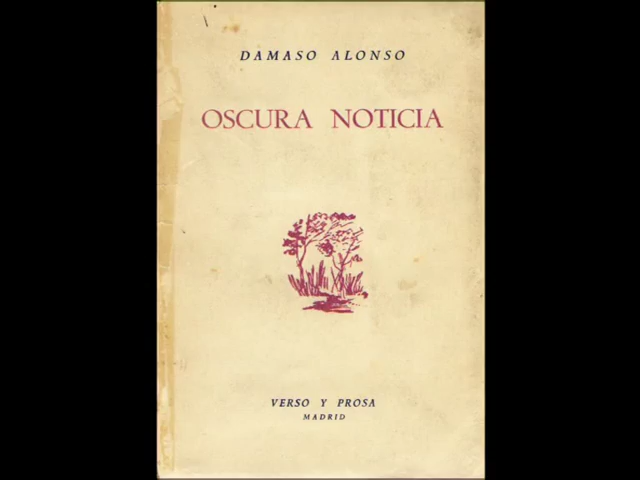 DAMASO ALONSO
OSCURA NOTICIA
VERSO Y PROSA
MADRID